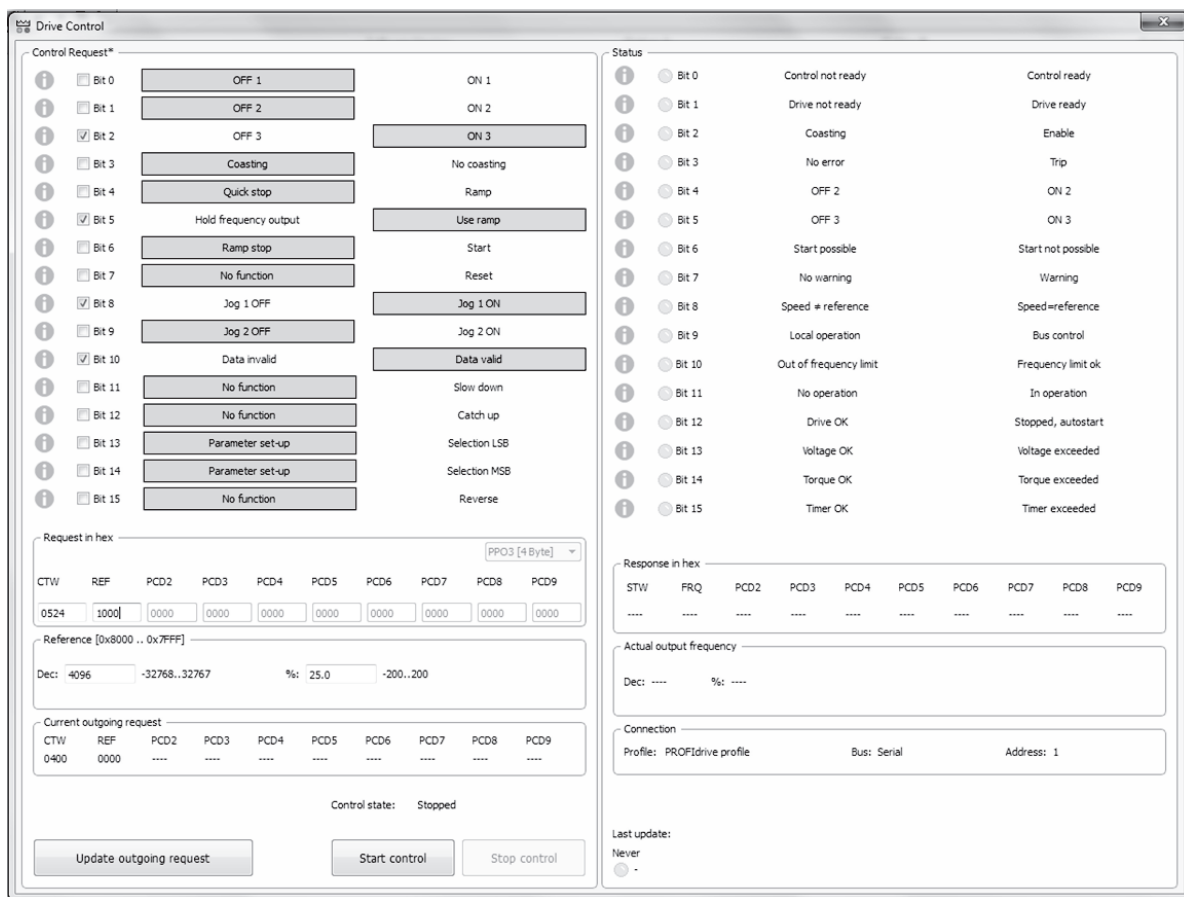 Drive Control
Control Request*
Bit 0 OFF 1 ON 1
Bit 1 OFF 2 ON 2
Bit 2 OFF 3 ON 3
Bit 3 Coasting No coasting
Bit 4 Quick stop Ramp
Bit 5 Hold frequency output Use ramp
Bit 6 Ramp stop Start
Bit 7 No function Reset
Bit 8 Jog 1 OFF Jog 1 ON
Bit 9 Jog 2 OFF Jog 2 ON
Bit 10 Data invalid Data valid
Bit 11 No function Slow down
Bit 12 No function Catch up
Bit 13 Parameter set-up Selection LSB
Bit 14 Parameter set-up Selection MSB
Bit 15 No function Reverse
Request in hex
PPO3 [4 Byte]
CTW REF PCD2 PCD3 PCD4 PCD5 PCD6 PCD7 PCD8 PCD9
0524 1000 0000 0000 0000 0000 0000 0000 0000 0000
Reference [0x8000 .. 0x7FFF]
Dec: 4096 -32768..32767 %: 25.0 -200..200
Current outgoing request
CTW REF PCD2 PCD3 PCD4 PCD5 PCD6 PCD7 PCD8 PCD9
0400 0000 ---- ---- ---- ---- ---- ---- ---- ----
Control state: Stopped
Update outgoing request Start control Stop control
Status
Bit 0 Control not ready Control ready
Bit 1 Drive not ready Drive ready
Bit 2 Coasting Enable
Bit 3 No error Trip
Bit 4 OFF 2 ON 2
Bit 5 OFF 3 ON 3
Bit 6 Start possible Start not possible
Bit 7 No warning Warning
Bit 8 Speed ≠ reference Speed=reference
Bit 9 Local operation Bus control
Bit 10 Out of frequency limit Frequency limit ok
Bit 11 No operation In operation
Bit 12 Drive OK Stopped, autostart
Bit 13 Voltage OK Voltage exceeded
Bit 14 Torque OK Torque exceeded
Bit 15 Timer OK Timer exceeded
Response in hex
STW FRQ PCD2 PCD3 PCD4 PCD5 PCD6 PCD7 PCD8 PCD9
---- ---- ---- ---- ---- ---- ---- ---- ---- ----
Actual output frequency
Dec: ---- %: ----
Connection
Profile: PROFIdrive profile Bus: Serial Address: 1
Last update:
Never
-